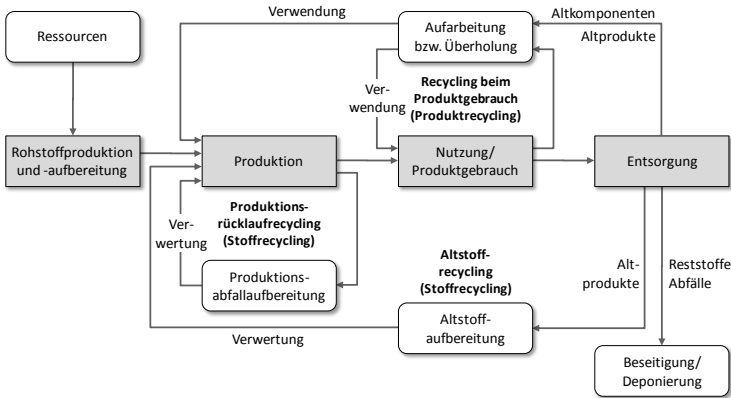 Ressourcen
Verwendung
Aufarbeitung
bzw. Überholung
Altkomponenten
Altprodukte
Ver-
wendung
Recycling beim
Produktgebrauch
(Produktrecycling)
Rohstoffproduktion
und -aufbereitung
Produktion
Nutzung/
Produktgebrauch
Entsorgung
Ver-
wertung
Produktions-
rücklaufrecycling
(Stoffrecycling)
Produktions-
abfallaufbereitung
Altstoff-
recycling
(Stoffrecycling)
Alt-
produkte
Reststoffe
Abfälle
Verwertung
Altstoff-
aufbereitung
Beseitigung/
Deponierung